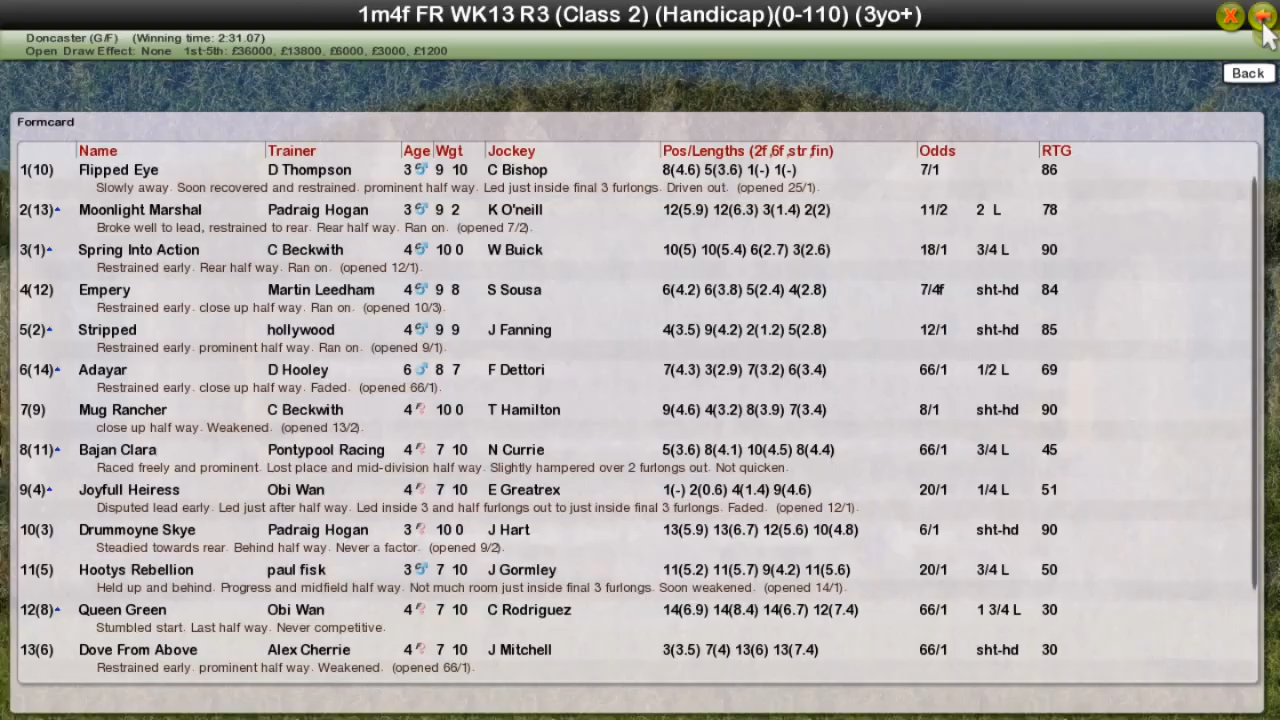 1m4f FR WK13 R3 (Class 2) (Handicap)(0-110) (3yo+)
Doncaster (G/F) (Winning time: 2:31.07)
Open Draw Effect: None 1st-5th: £36000, £13800, £6000, £3000, £1200
Back
Formcard
Name Trainer Age Wgt Jockey Pos/Lengths (2f,6f,str,fin) Odds RTG
1(10) Flipped Eye D Thompson 3 9 10 C Bishop 8(4.6) 5(3.6) 1(-) 1(-) 7/1 86
Slowly away. Soon recovered and restrained. prominent half way. Led just inside final 3 furlongs. Driven out. (opened 25/1).
2(13) Moonlight Marshal Padraig Hogan 3 9 2 K O'neill 12(5.9) 12(6.3) 3(1.4) 2(2) 11/2 2 L 78
Broke well to lead, restrained to rear. Rear half way. Ran on. (opened 7/2).
3(1) Spring Into Action C Beckwith 4 10 0 W Buick 10(5) 10(5.4) 6(2.7) 3(2.6) 18/1 3/4 L 90
Restrained early. Rear half way. Ran on. (opened 12/1).
4(12) Empery Martin Leedham 4 9 8 S Sousa 6(4.2) 6(3.8) 5(2.4) 4(2.8) 7/4f sht-hd 84
Restrained early. close up half way. Ran on. (opened 10/3).
5(2) Stripped hollywood 4 9 9 J Fanning 4(3.5) 9(4.2) 2(1.2) 5(2.8) 12/1 sht-hd 85
Restrained early. prominent half way. Ran on. (opened 9/1).
6(14) Adayar D Hooley 6 8 7 F Dettori 7(4.3) 3(2.9) 7(3.2) 6(3.4) 66/1 1/2 L 69
Restrained early. close up half way. Faded. (opened 66/1).
7(9) Mug Rancher C Beckwith 4 10 0 T Hamilton 9(4.6) 4(3.2) 8(3.9) 7(3.4) 8/1 sht-hd 90
close up half way. Weakened. (opened 13/2).
8(11) Bajan Clara Pontypool Racing 4 7 10 N Currie 5(3.6) 8(4.1) 10(4.5) 8(4.4) 66/1 3/4 L 45
Raced freely and prominent. Lost place and mid-division half way. Slightly hampered over 2 furlongs out. Not quicken.
9(4) Joyfull Heiress Obi Wan 4 7 10 E Greatrex 1(-) 2(0.6) 4(1.4) 9(4.6) 20/1 1/4 L 51
Disputed lead early. Led just after half way. Led inside 3 and half furlongs out to just inside final 3 furlongs. Faded. (opened 12/1).
10(3) Drummoyne Skye Padraig Hogan 3 10 0 J Hart 13(5.9) 13(6.7) 12(5.6) 10(4.8) 6/1 sht-hd 90
Steadied towards rear. Behind half way. Never a factor. (opened 9/2).
11(5) Hootys Rebellion paul fisk 3 7 10 J Gormley 11(5.2) 11(5.7) 9(4.2) 11(5.6) 20/1 3/4 L 50
Held up and behind. Progress and midfield half way. Not much room just inside final 3 furlongs. Soon weakened. (opened 14/1).
12(8) Queen Green Obi Wan 4 7 10 C Rodriguez 14(6.9) 14(8.4) 14(6.7) 12(7.4) 66/1 1 3/4 L 30
Stumbled start. Last half way. Never competitive.
13(6) Dove From Above Alex Cherrie 4 7 10 J Mitchell 3(3.5) 7(4) 13(6) 13(7.4) 66/1 sht-hd 30
Restrained early. prominent half way. Weakened. (opened 66/1).